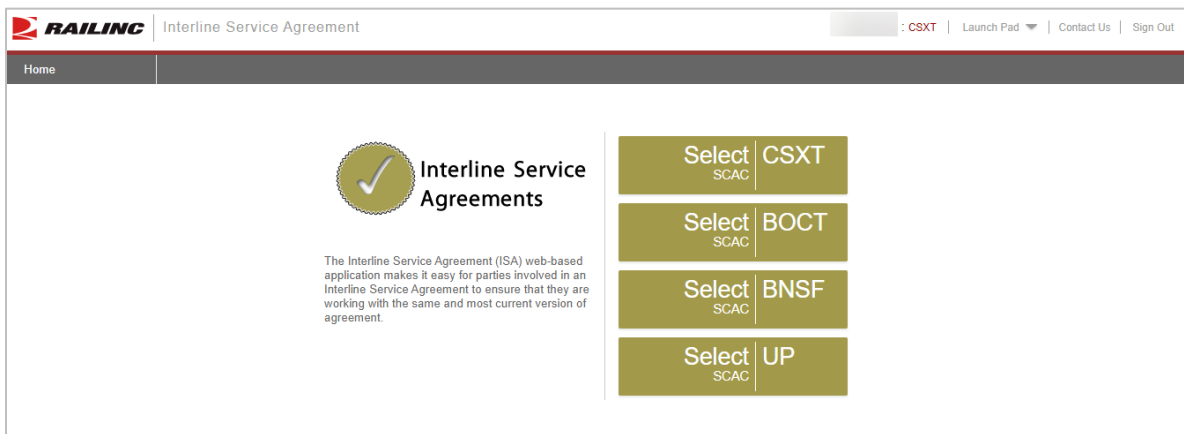 RAILINC Interline Service Agreement : CSXT Launch Pad Contact Us Sign Out
Home
Interline Service
Agreements
The Interline Service Agreement (ISA) web-based
application makes it easy for parties involved in an
Interline Service Agreement to ensure that they are
working with the same and most current version of
agreement.
Select CSXT
SCAC
Select BOCT
SCAC
Select BNSF
SCAC
Select UP
SCAC